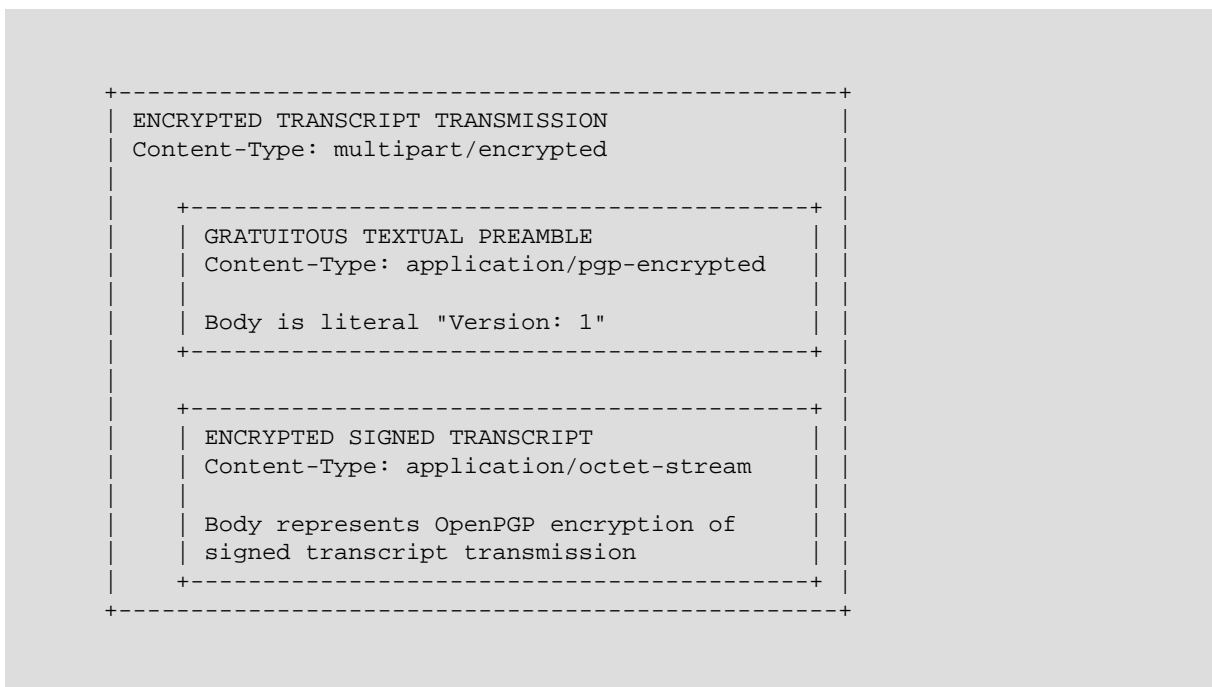 ENCRYPTED TRANSCRIPT TRANSMISSION
Content-Type: multipart/encrypted
GRATUITOUS TEXTUAL PREAMBLE
Content-Type: application/pgp-encrypted
Body is literal "Version: 1"
ENCRYPTED SIGNED TRANSCRIPT
Content-Type: application/octet-stream
Body represents OpenPGP encryption of
signed transcript transmission